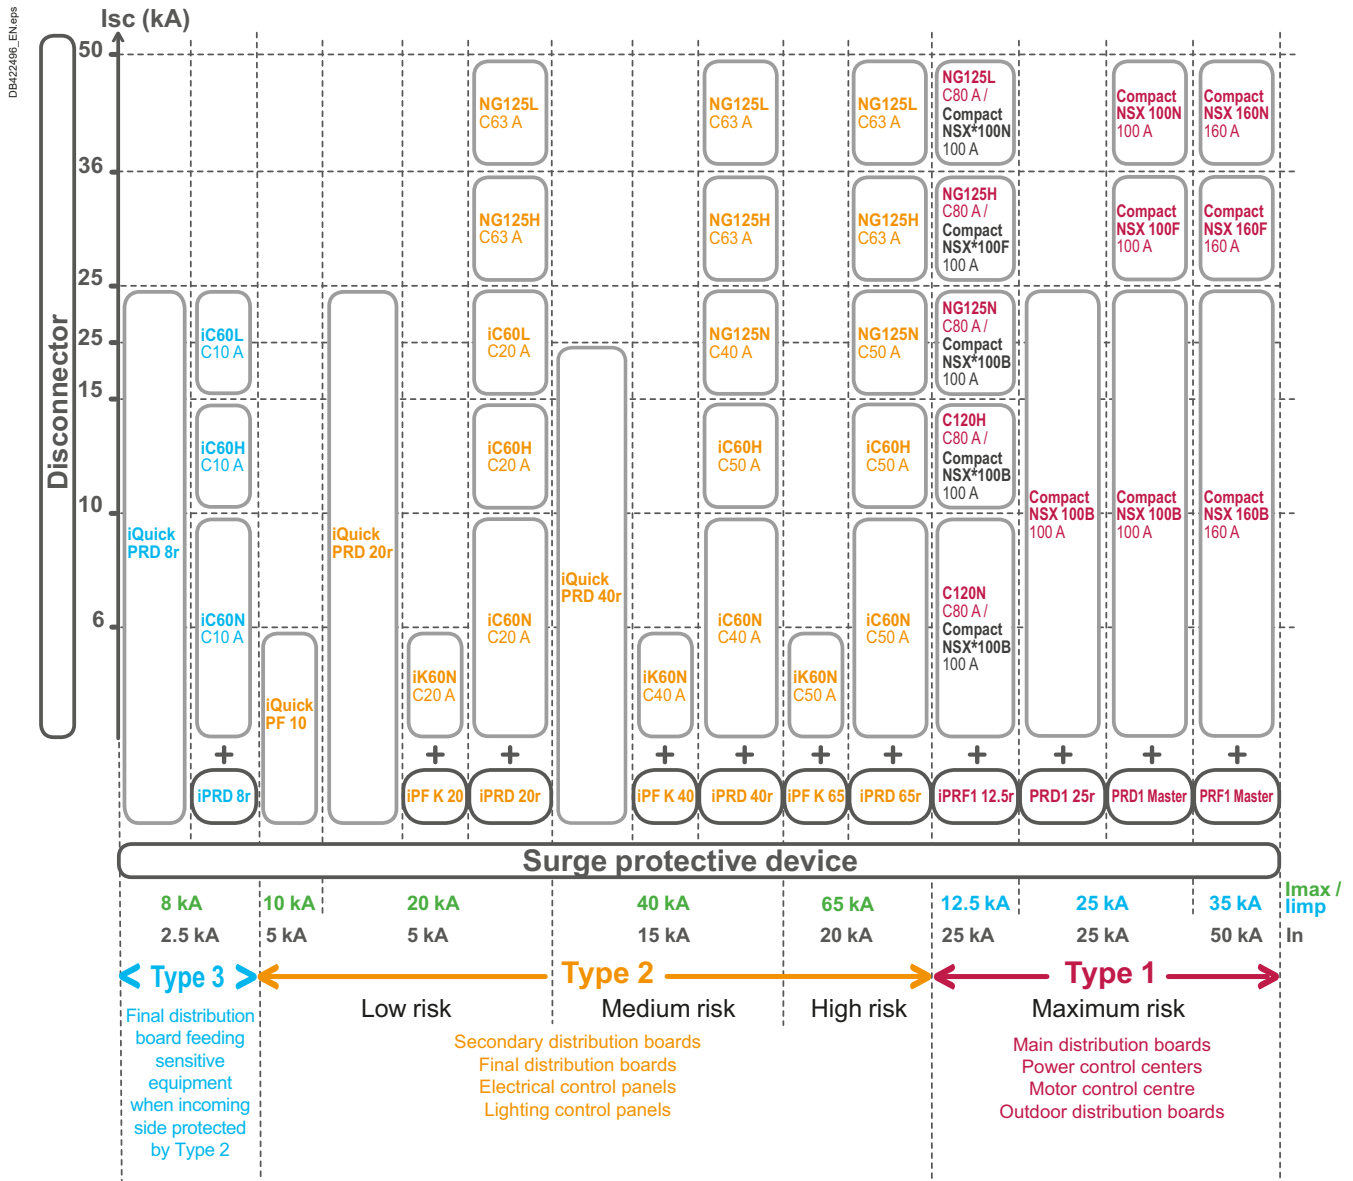 DB422496_EN.eps
Isc (kA)
Disconnector
50
36
25
25
15
10
6
NG125L
C63 A
NG125L
C63 A
NG125L
C63 A
NG125L
C80 A /
Compact
NSX*100N
100 A
Compact
NSX 100N
100 A
Compact
NSX 160N
160 A
NG125H
C63 A
NG125H
C63 A
NG125H
C63 A
NG125H
C80 A /
Compact
NSX*100F
100 A
Compact
NSX 100F
100 A
Compact
NSX 160F
160 A
iC60L
C10 A
iC60L
C20 A
NG125N
C40 A
NG125N
C50 A
NG125N
C80 A /
Compact
NSX*100B
100 A
iC60H
C10 A
iC60H
C20 A
iC60H
C50 A
iC60H
C50 A
C120H
C80 A /
Compact
NSX*100B
100 A
iQuick
PRD 8r
iQuick
PRD 20r
iQuick
PRD 40r
Compact
NSX 100B
100 A
Compact
NSX 100B
100 A
Compact
NSX 160B
160 A
iC60N
C10 A
iC60N
C20 A
iC60N
C40 A
iC60N
C50 A
C120N
C80 A /
Compact
NSX*100B
100 A
iQuick
PF 10
iK60N
C20 A
iK60N
C40 A
iK60N
C50 A
+ + + + + + + + + + +
iPRD 8r iPF K 20 iPRD 20r iPF K 40 iPRD 40r iPF K 65 iPRD 65r iPRF1 12.5r PRD1 25r PRD1 Master PRF1 Master
Surge protective device
8 kA 10 kA 20 kA 40 kA 65 kA 12.5 kA 25 kA 35 kA Imax /
Iimp
2.5 kA 5 kA 5 kA 15 kA 20 kA 25 kA 25 kA 50 kA In
Type 3 Type 2 Type 1
Low risk Medium risk High risk Maximum risk
Final distribution
board feeding
sensitive
equipment
when incoming
side protected
by Type 2
Secondary distribution boards
Final distribution boards
Electrical control panels
Lighting control panels
Main distribution boards
Power control centers
Motor control centre
Outdoor distribution boards